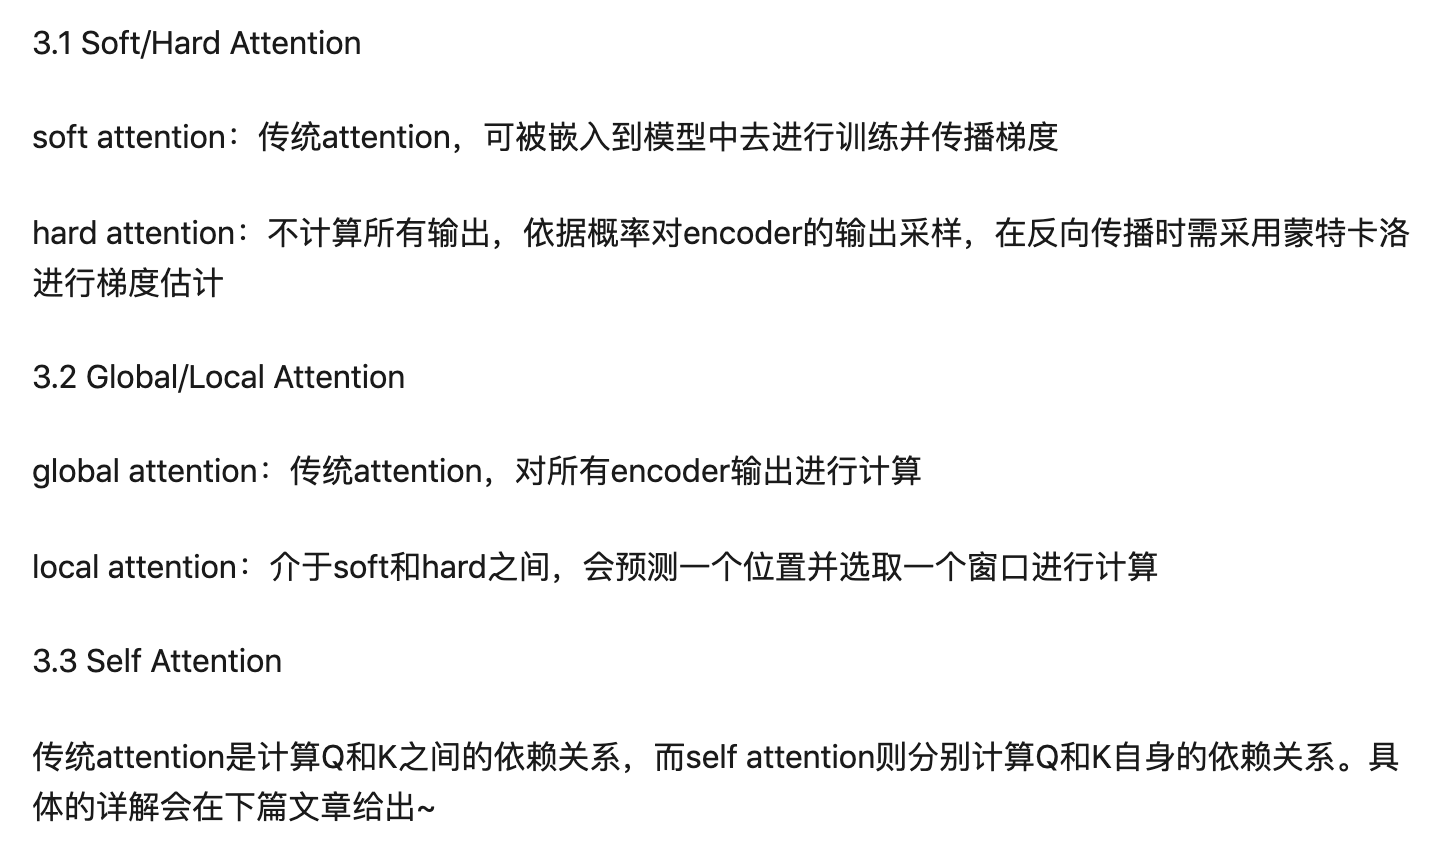 3.1 Soft/Hard Attention
soft attention：传统attention，可被嵌入到模型中去进行训练并传播梯度
hard attention：不计算所有输出，依据概率对encoder的输出采样，在反向传播时需采用蒙特卡洛
进行梯度估计
3.2 Global/Local Attention
global attention：传统attention，对所有encoder输出进行计算
local attention：介于soft和hard之间，会预测一个位置并选取一个窗口进行计算
3.3 Self Attention
传统attention是计算Q和K之间的依赖关系，而self attention则分别计算Q和K自身的依赖关系。具
体的详解会在下篇文章给出~